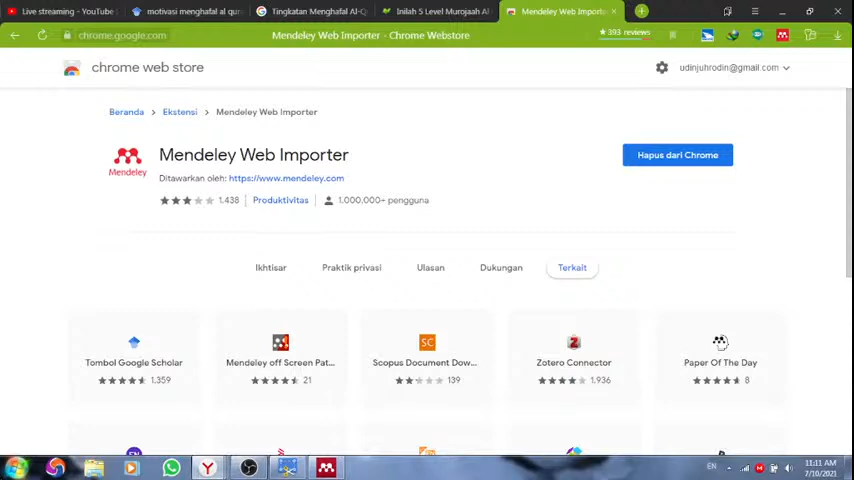 Live streaming - YouTube
motivasi menghafal al qur
Tingkatan Menghafal Al-Q
Inilah 5 Level Murojaah Al
Mendeley Web Importe
chrome.google.com
Mendeley Web Importer - Chrome Webstore
★ 393 reviews
chrome web store
udinjuhrodin@gmail.com
Beranda
Ekstensi
Mendeley Web Importer
Mendeley
Mendeley Web Importer
Hapus dari Chrome
Ditawarkan oleh: https://www.mendeley.com
1.438
Produktivitas
1.000.000+ pengguna
Ikhtisar
Praktik privasi
Ulasan
Dukungan
Terkait
SC
Tombol Google Scholar
Mendeley off Screen Pat...
Scopus Document Dow...
Zotero Connector
Paper Of The Day
1.359
21
139
1.936
8
EN
11:11 AM
7/10/2021